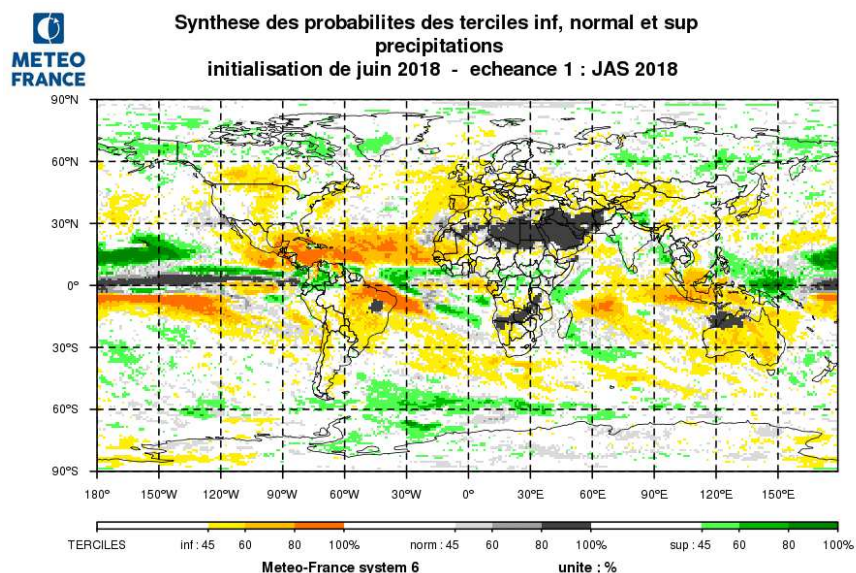 Synthese des probabilites des terciles inf, normal et sup
precipitations
initialisation de juin 2018 - echeance 1 : JAS 2018
METEO
FRANCE
90°N
60°N
30°N
0°
30°S
60°S
90°S
180° 150°W 120°W 90°W 60°W 30°W 0° 30°E 60°E 90°E 120°E 150°E
TERCILES inf : 45 60 80 100% norm : 45 60 80 100% sup : 45 60 80 100%
Meteo-France system 6 unite : %